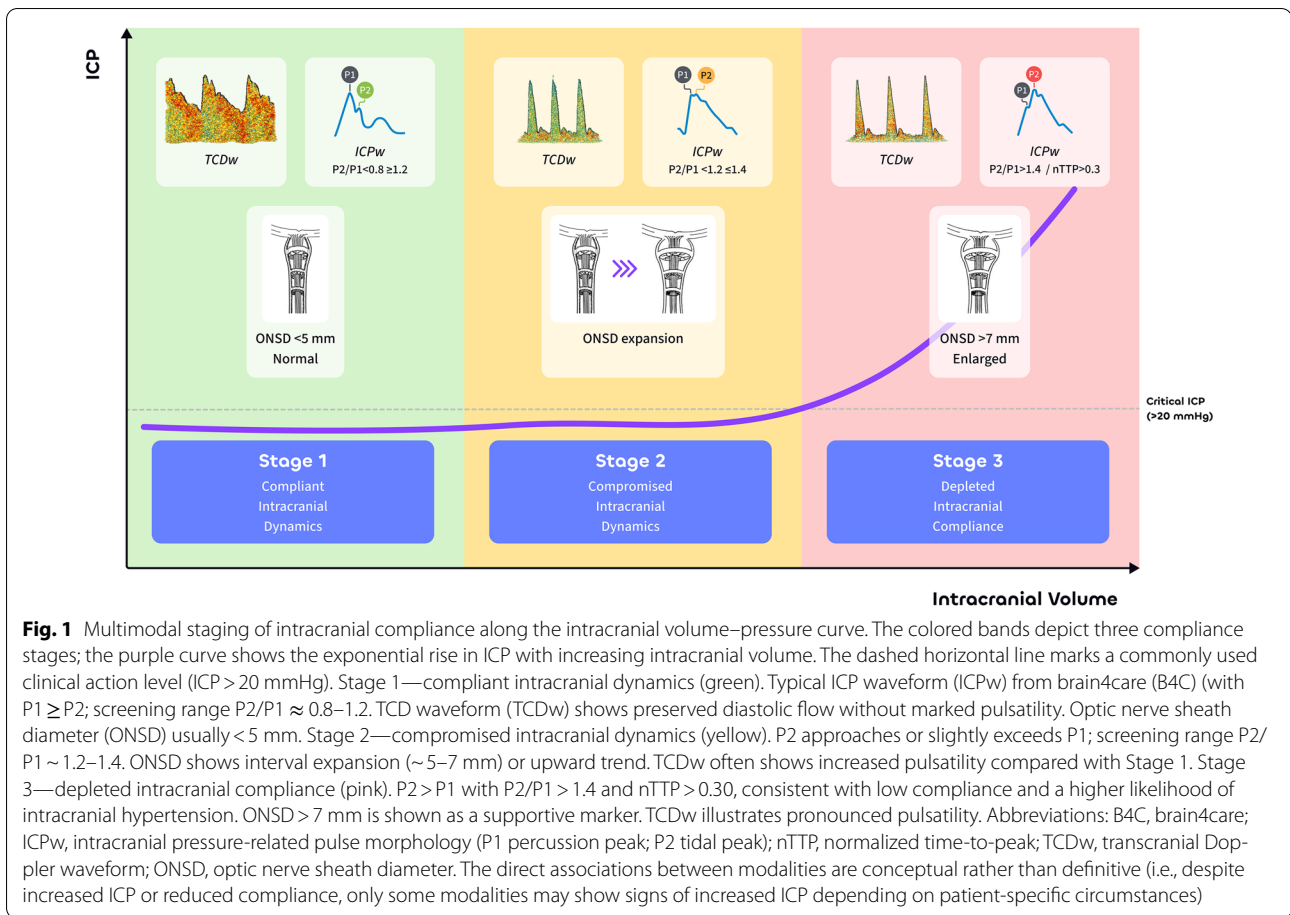 ICP
P1
P2
TCDw
ICPw
P2/P1<0.8 ≥1.2
ONSD <5 mm
Normal
P1
P2
TCDw
ICPw
P2/P1 <1.2 ≤1.4
ONSD expansion
P1
P2
TCDw
ICPw
P2/P1>1.4 / nTTP>0.3
ONSD >7 mm
Enlarged
Critical ICP
(>20 mmHg)
Stage 1
Compliant
Intracranial
Dynamics
Stage 2
Compromised
Intracranial
Dynamics
Stage 3
Depleted
Intracranial
Compliance
Intracranial Volume
Fig. 1 Multimodal staging of intracranial compliance along the intracranial volume–pressure curve. The colored bands depict three compliance
stages; the purple curve shows the exponential rise in ICP with increasing intracranial volume. The dashed horizontal line marks a commonly used
clinical action level (ICP > 20 mmHg). Stage 1—compliant intracranial dynamics (green). Typical ICP waveform (ICPw) from brain4care (B4C) (with
P1 ≥ P2; screening range P2/P1 ≈ 0.8–1.2. TCD waveform (TCDw) shows preserved diastolic flow without marked pulsatility. Optic nerve sheath
diameter (ONSD) usually < 5 mm. Stage 2—compromised intracranial dynamics (yellow). P2 approaches or slightly exceeds P1; screening range P2/
P1 ~ 1.2–1.4. ONSD shows interval expansion (~ 5–7 mm) or upward trend. TCDw often shows increased pulsatility compared with Stage 1. Stage
3—depleted intracranial compliance (pink). P2 > P1 with P2/P1 > 1.4 and nTTP > 0.30, consistent with low compliance and a higher likelihood of
intracranial hypertension. ONSD > 7 mm is shown as a supportive marker. TCDw illustrates pronounced pulsatility. Abbreviations: B4C, brain4care;
ICPw, intracranial pressure-related pulse morphology (P1 percussion peak; P2 tidal peak); nTTP, normalized time-to-peak; TCDw, transcranial Dop-
pler waveform; ONSD, optic nerve sheath diameter. The direct associations between modalities are conceptual rather than definitive (i.e., despite
increased ICP or reduced compliance, only some modalities may show signs of increased ICP depending on patient-specific circumstances)